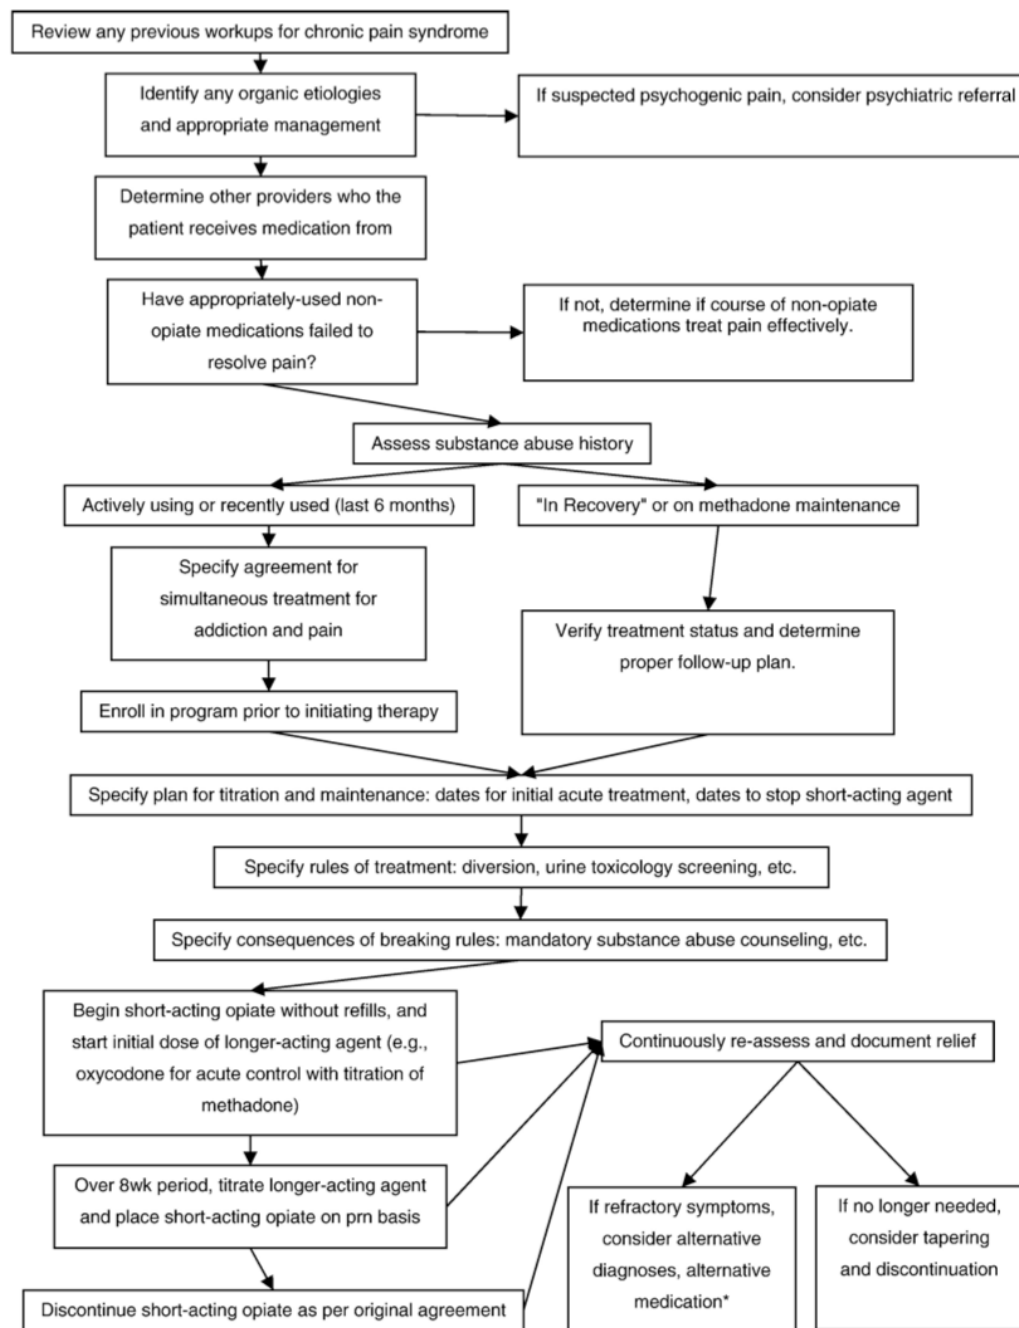 Review any previous workups for chronic pain syndrome
Identify any organic etiologies
and appropriate management
If suspected psychogenic pain, consider psychiatric referral
Determine other providers who the
patient receives medication from
Have appropriately-used non-
opiate medications failed to
resolve pain?
If not, determine if course of non-opiate
medications treat pain effectively.
Assess substance abuse history
Actively using or recently used (last 6 months)
"In Recovery" or on methadone maintenance
Specify agreement for
simultaneous treatment for
addiction and pain
Verify treatment status and determine
proper follow-up plan.
Enroll in program prior to initiating therapy
Specify plan for titration and maintenance: dates for initial acute treatment, dates to stop short-acting agent
Specify rules of treatment: diversion, urine toxicology screening, etc.
Specify consequences of breaking rules: mandatory substance abuse counseling, etc.
Begin short-acting opiate without refills, and
start initial dose of longer-acting agent (e.g.,
oxycodone for acute control with titration of
methadone)
Continuously re-assess and document relief
Over 8wk period, titrate longer-acting agent
and place short-acting opiate on prn basis
If refractory symptoms,
consider alternative
diagnoses, alternative
medication*
If no longer needed,
consider tapering
and discontinuation
Discontinue short-acting opiate as per original agreement